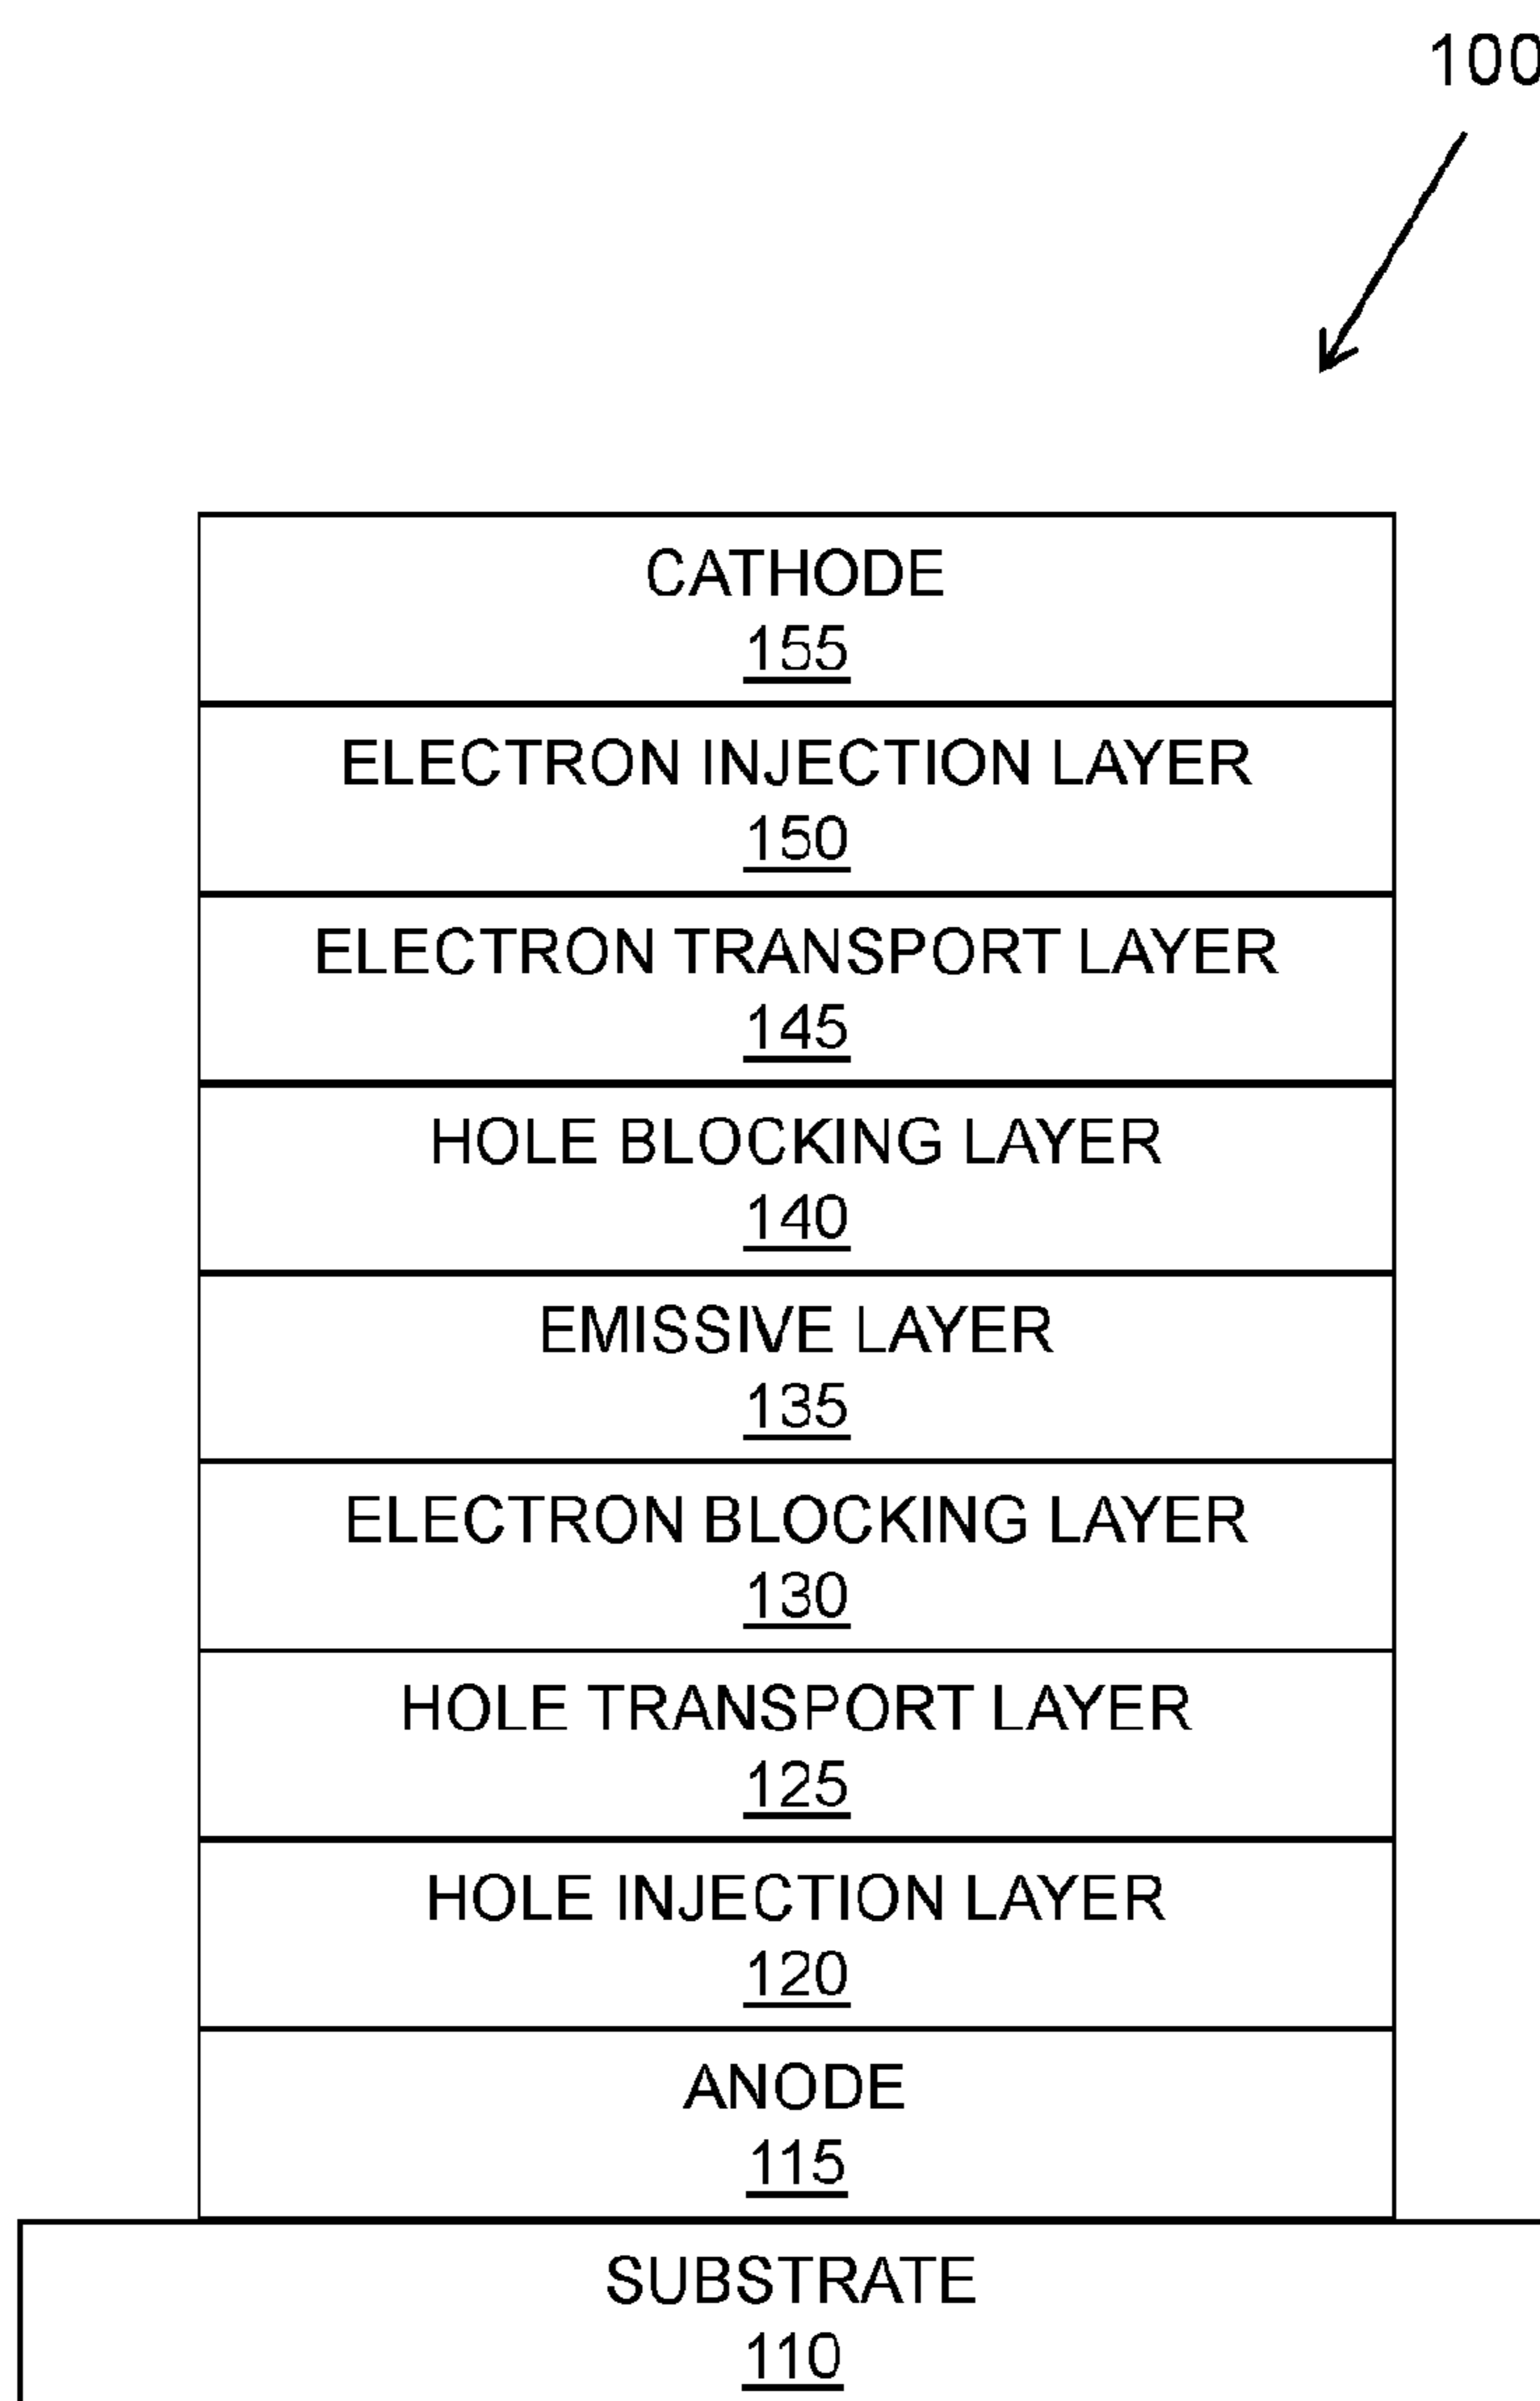 100
CATHODE
155
ELECTRON INJECTION LAYER
150
ELECTRON TRANSPORT LAYER
145
HOLE BLOCKING LAYER
140
EMISSIVE LAYER
135
ELECTRON BLOCKING LAYER
130
HOLE TRANSPORT LAYER
125
HOLE INJECTION LAYER
120
ANODE
115
SUBSTRATE
110